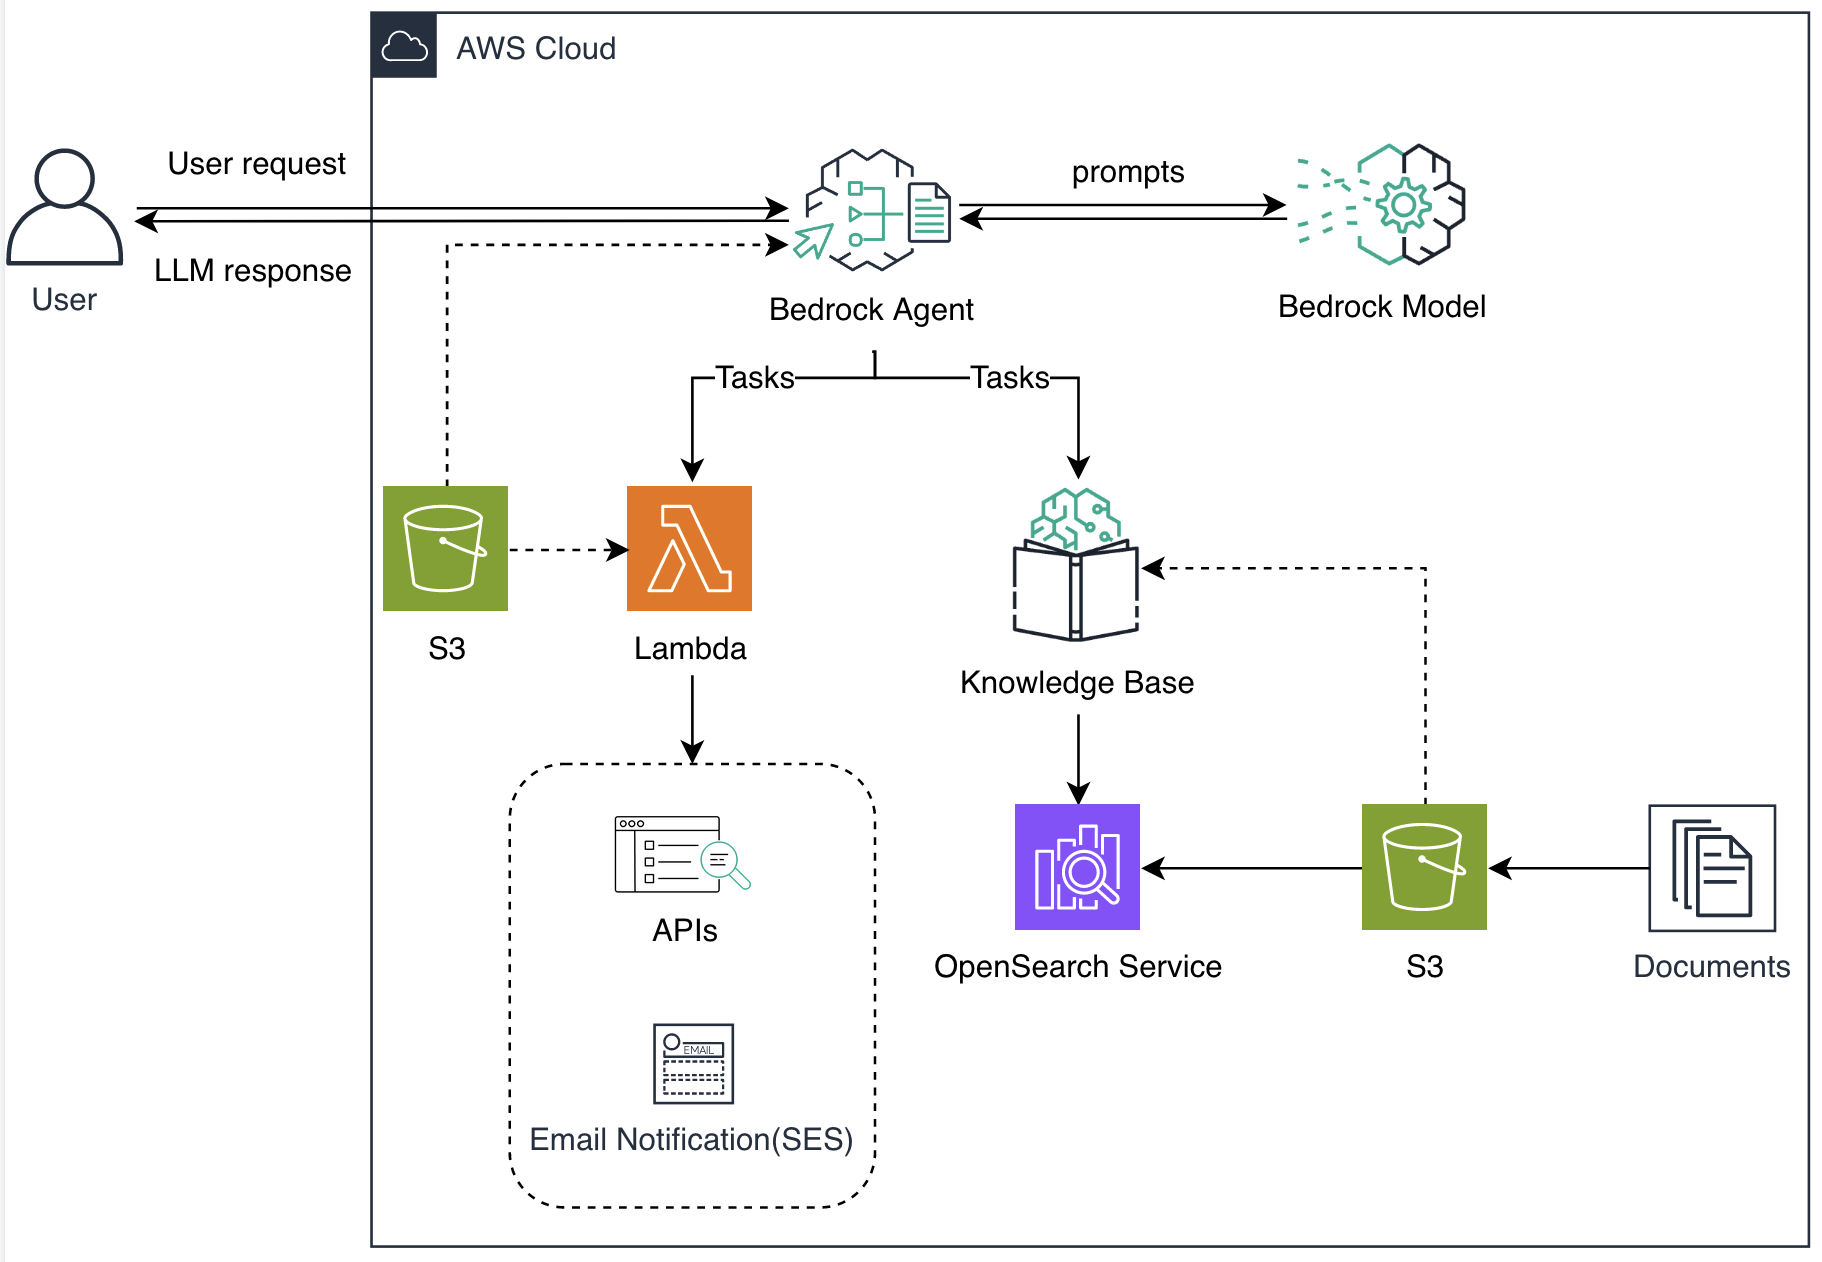 AWS Cloud
User request
prompts
LLM response
User
Bedrock Agent
Bedrock Model
Tasks
Tasks
S3
Lambda
Knowledge Base
APIs
OpenSearch Service
S3
Documents
EMAIL
Email Notification(SES)